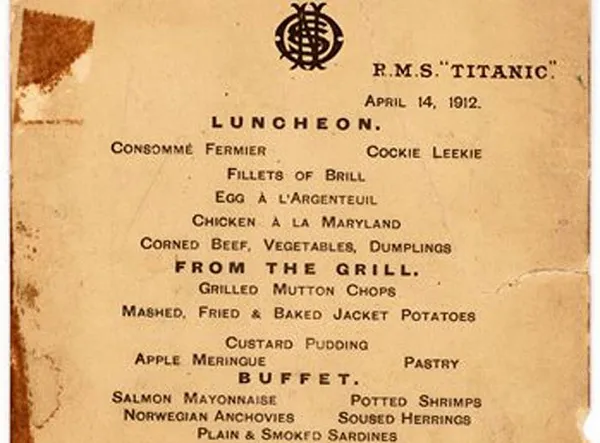 R.M.S. "TITANIC".
APRIL 14, 1912.
LUNCHEON.
CONSOMMÉ FERMIER COCKIE LEEKIE
FILLETS OF BRILL
EGG À L'ARGENTEUIL
CHICKEN À LA MARYLAND
CORNED BEEF, VEGETABLES, DUMPLINGS
FROM THE GRILL.
GRILLED MUTTON CHOPS
MASHED, FRIED & BAKED JACKET POTATOES
CUSTARD PUDDING
APPLE MERINGUE PASTRY
BUFFET.
SALMON MAYONNAISE POTTED SHRIMPS
NORWEGIAN ANCHOVIES SOUSED HERRINGS
PLAIN & SMOKED SARDINES